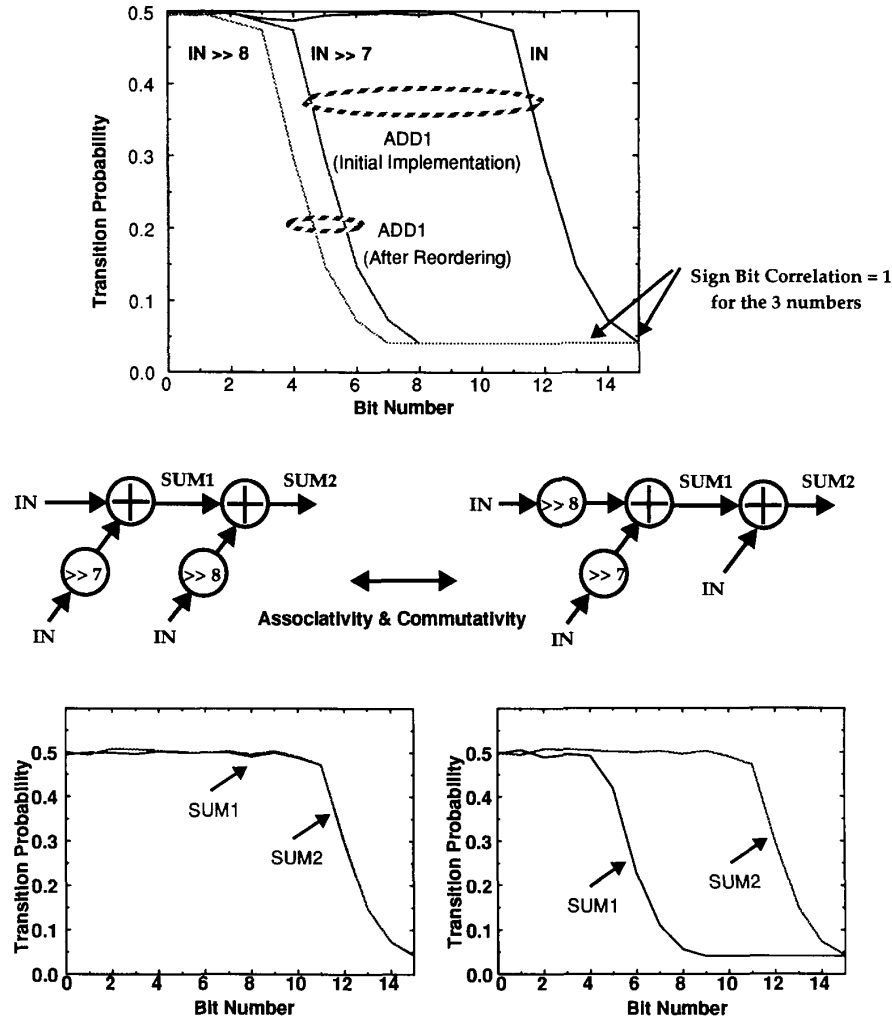 0.5
0.4
0.3
0.2
0.1
0.0
Transition Probability
IN >> 8
IN >> 7
IN
ADD1
(Initial Implementation)
ADD1
(After Reordering)
Sign Bit Correlation = 1
for the 3 numbers
0 2 4 6 8 10 12 14
Bit Number
IN
SUM1
SUM2
>> 7
>> 8
IN
IN
Associativity & Commutativity
IN
>> 8
SUM1
SUM2
>> 7
IN
IN
0.5
0.4
0.3
0.2
0.1
0.0
Transition Probability
SUM1
SUM2
0 2 4 6 8 10 12 14
Bit Number
0.5
0.4
0.3
0.2
0.1
0.0
Transition Probability
SUM1
SUM2
0 2 4 6 8 10 12 14
Bit Number